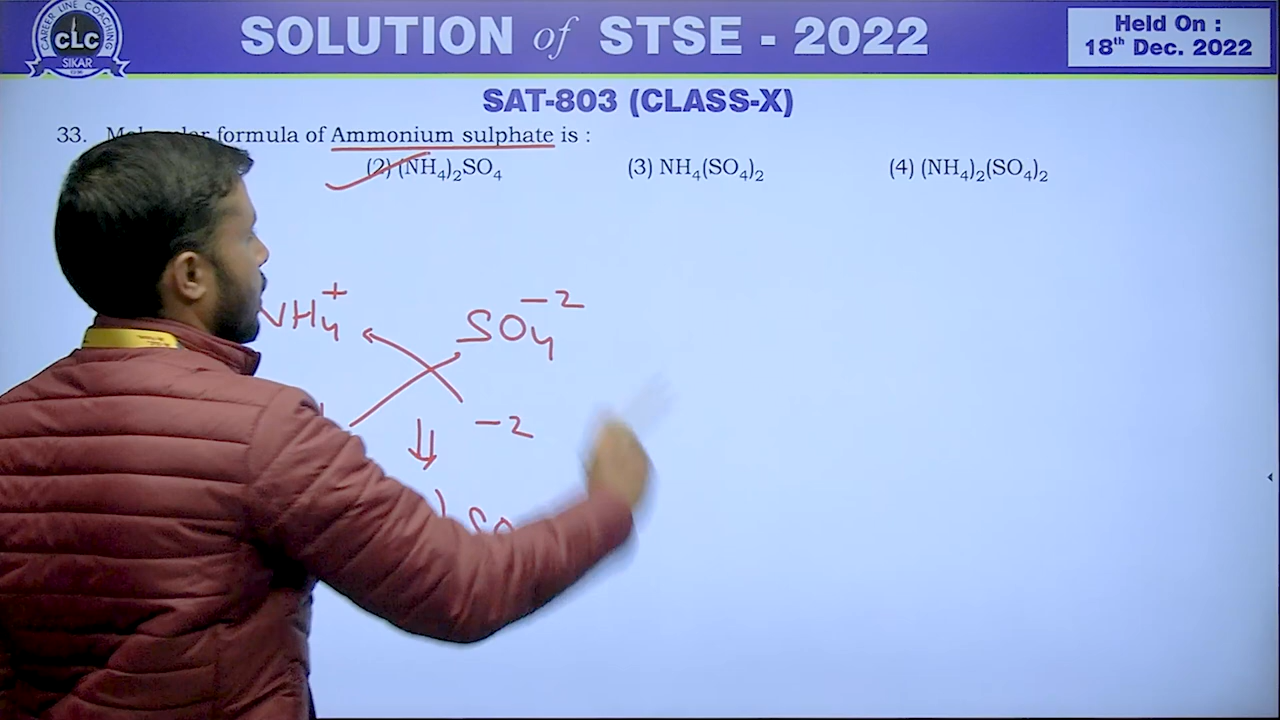 CAREER LINE COACHING
CLC
SIKAR
SOLUTION of STSE - 2022
Held On :
18th Dec. 2022
SAT-803 (CLASS-X)
33. formula of Ammonium sulphate is :
(2) (NH₄)₂SO₄ (3) NH₄(SO₄)₂ (4) (NH₄)₂(SO₄)₂
NH₄⁺ SO₄⁻²
−2
) SO